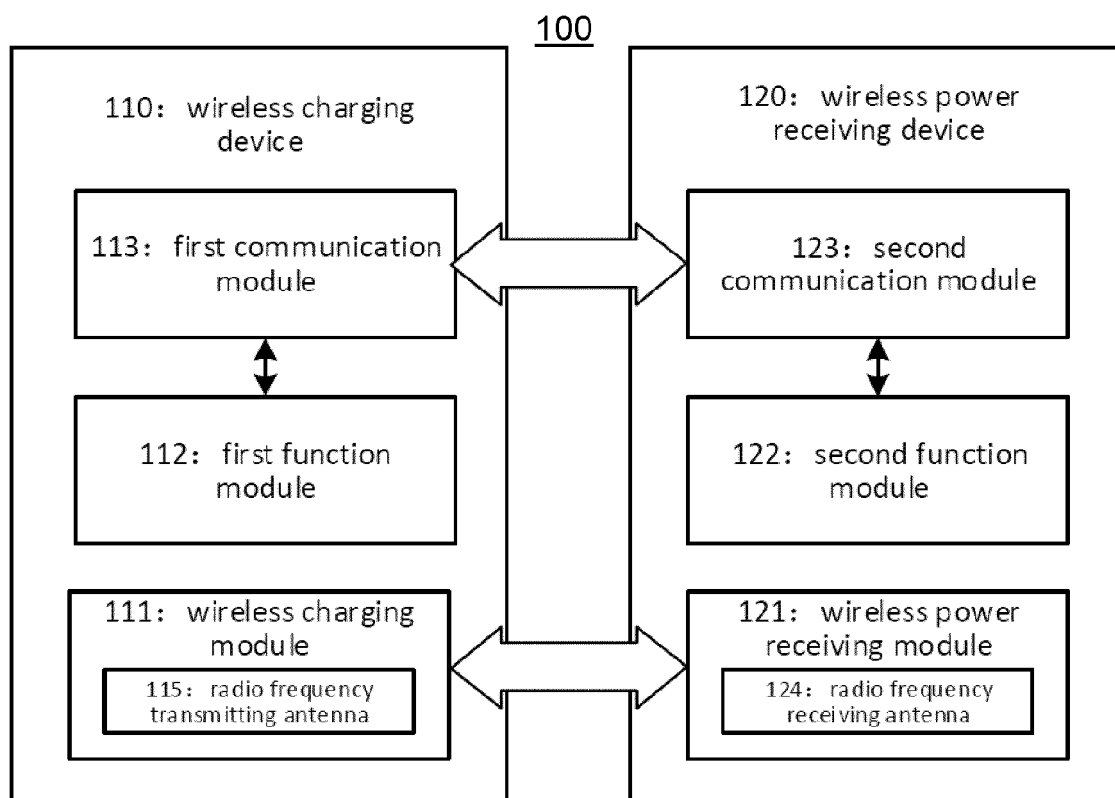 100
110：wireless charging
device
113：first communication
module
112：first function
module
111：wireless charging
module
115：radio frequency
transmitting antenna
120：wireless power
receiving device
123：second
communication module
122：second function
module
121：wireless power
receiving module
124：radio frequency
receiving antenna